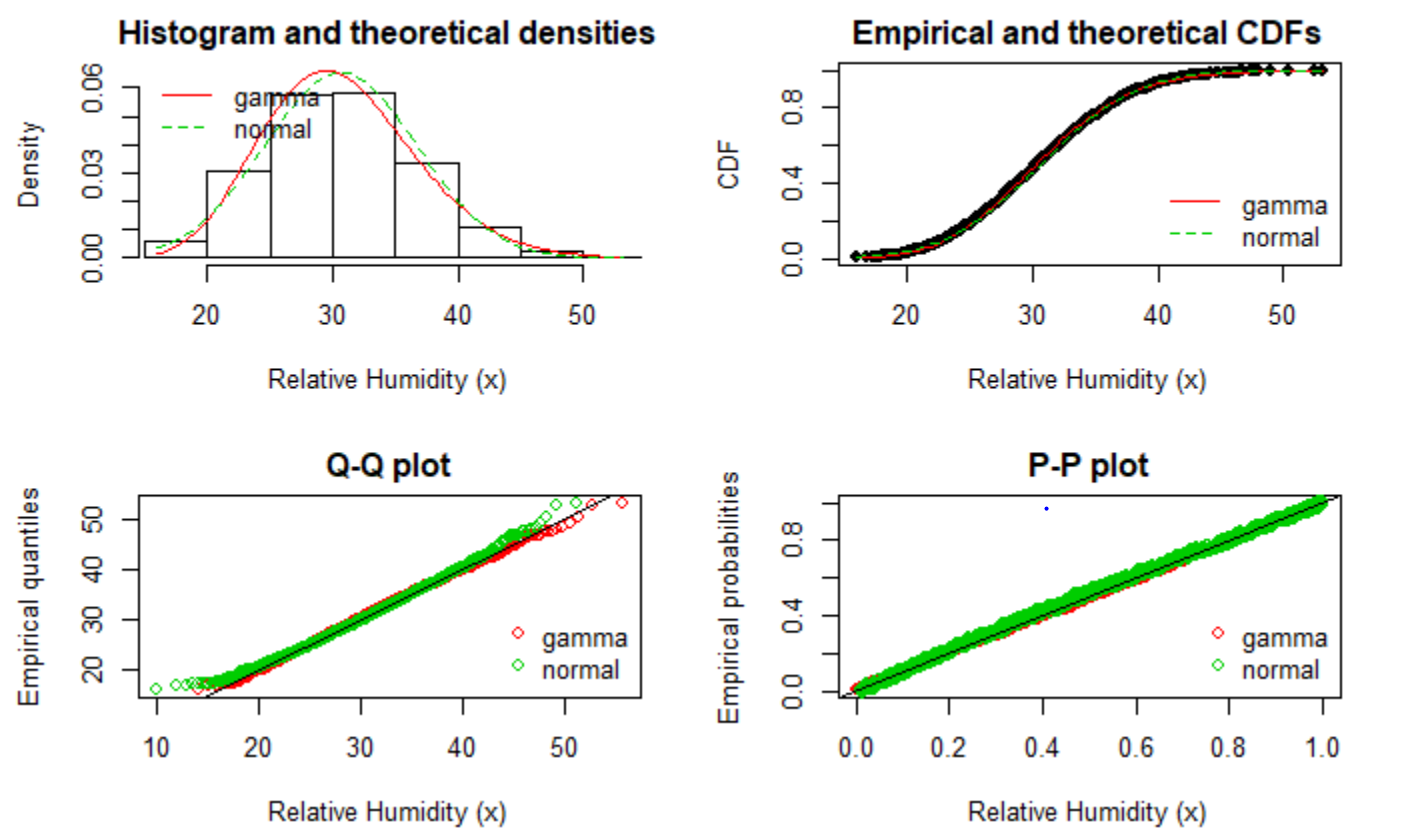 Histogram and theoretical densities
Density
0.00 0.03 0.06
gamma
normal
20 30 40 50
Relative Humidity (x)
Empirical and theoretical CDFs
CDF
0.0 0.4 0.8
gamma
normal
20 30 40 50
Relative Humidity (x)
Q-Q plot
Empirical quantiles
20 30 40 50
gamma
normal
10 20 30 40 50
Relative Humidity (x)
P-P plot
Empirical probabilities
0.0 0.4 0.8
gamma
normal
0.0 0.2 0.4 0.6 0.8 1.0
Relative Humidity (x)